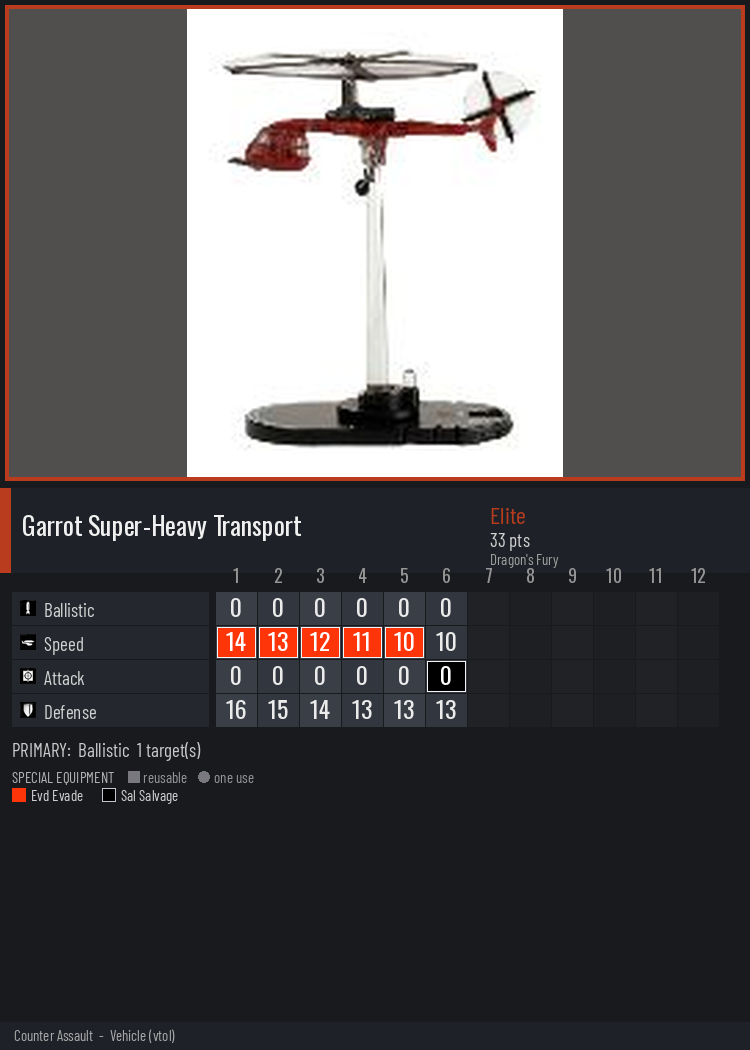 Garrot Super-Heavy Transport
Elite
33 pts
Dragon's Fury
1 2 3 4 5 6 7 8 9 10 11 12
Ballistic 0 0 0 0 0 0
Speed 14 13 12 11 10 10
Attack 0 0 0 0 0 0
Defense 16 15 14 13 13 13
PRIMARY: Ballistic 1 target(s)
SPECIAL EQUIPMENT reusable one use
Evd Evade Sal Salvage
Counter Assault - Vehicle (vtol)